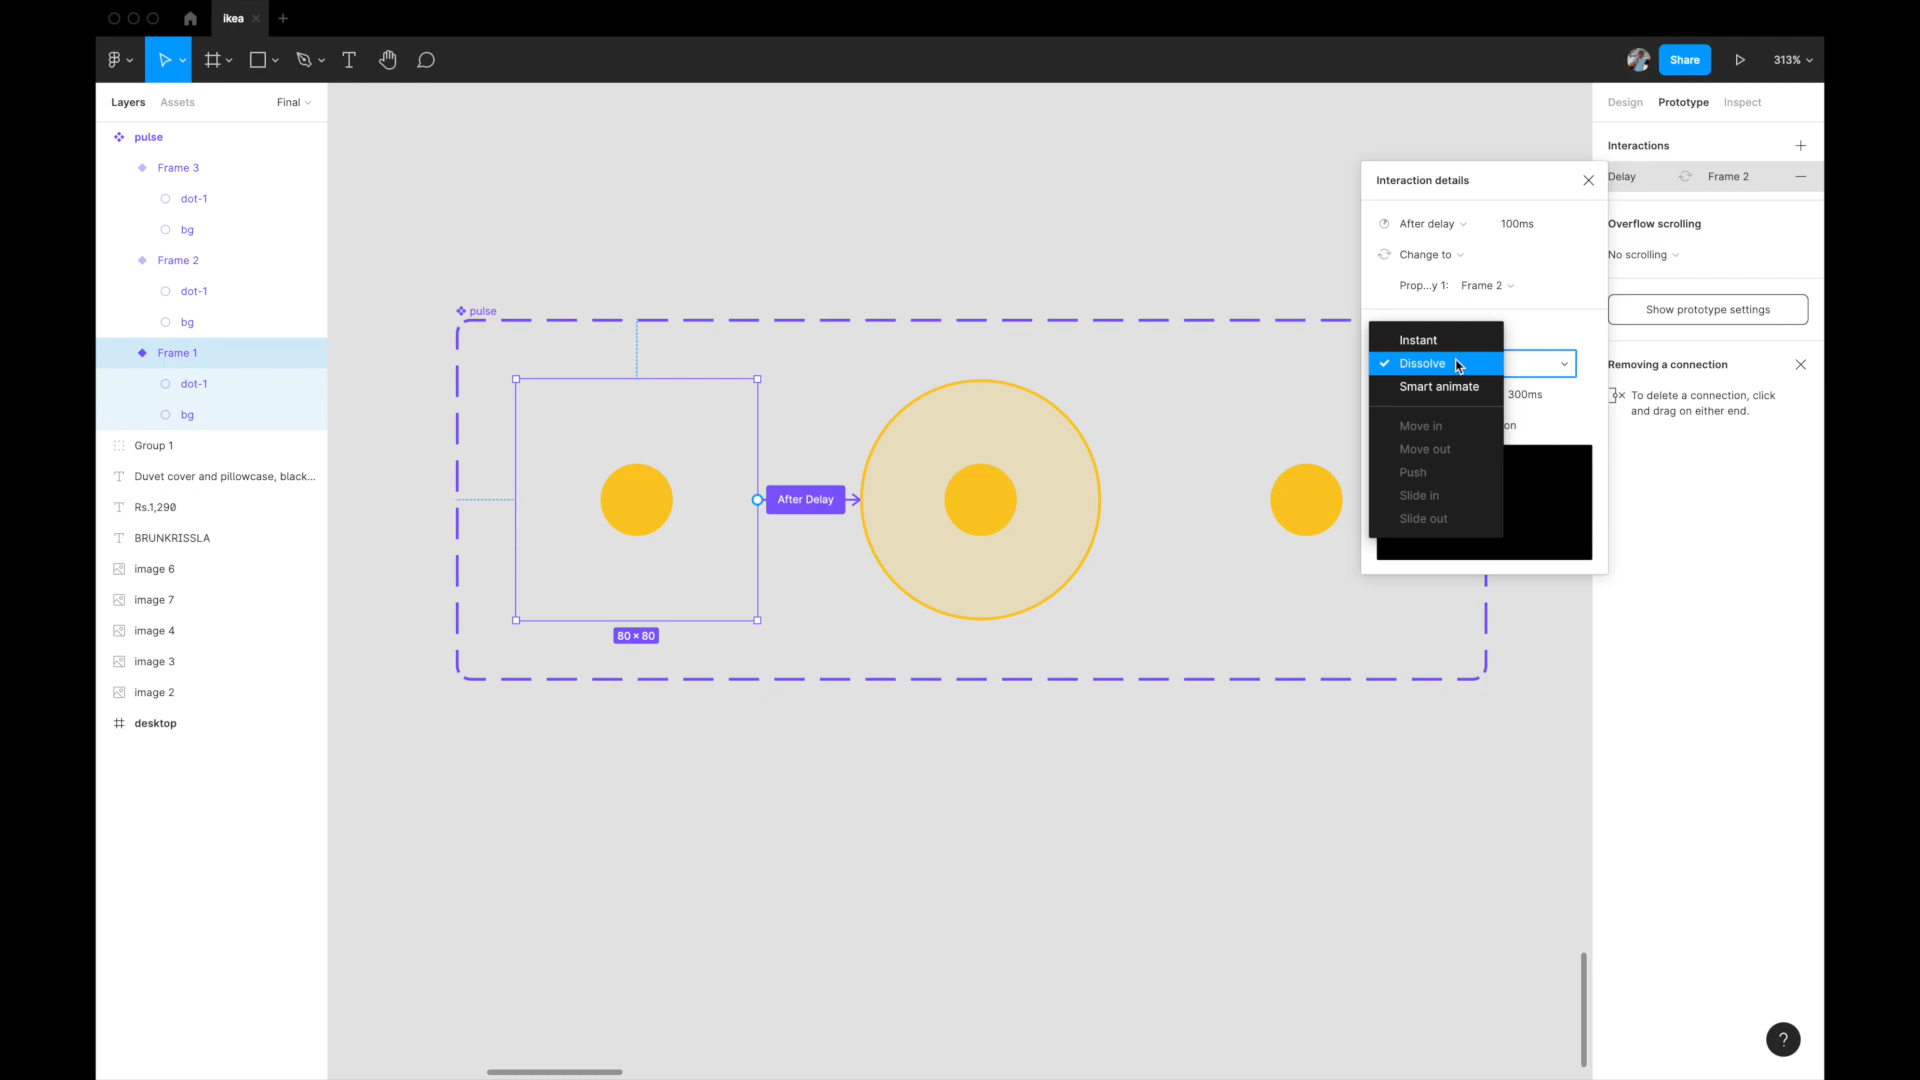 ikea
Share
313%
Layers
Assets
Final
pulse
Frame 3
dot-1
bg
Frame 2
dot-1
bg
Frame 1
dot-1
bg
Group 1
Duvet cover and pillowcase, black...
Rs.1,290
BRUNKRISSLA
image 6
image 7
image 4
image 3
image 2
desktop
pulse
After Delay
80 × 80
Interaction details
After delay
100ms
Change to
Prop...y 1:
Frame 2
Instant
Dissolve
Smart animate
Move in
Move out
Push
Slide in
Slide out
300ms
on
Design
Prototype
Inspect
Interactions
Delay
Frame 2
Overflow scrolling
No scrolling
Show prototype settings
Removing a connection
To delete a connection, click
and drag on either end.
?